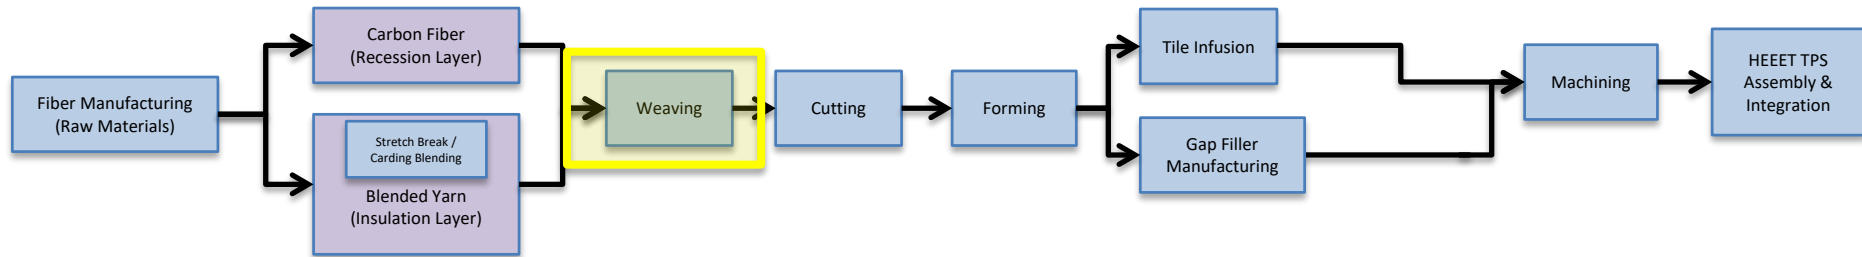 Fiber Manufacturing
(Raw Materials)
Carbon Fiber
(Recession Layer)
Stretch Break /
Carding Blending
Blended Yarn
(Insulation Layer)
Weaving
Cutting
Forming
Tile Infusion
Gap Filler
Manufacturing
Machining
HEEET TPS
Assembly &
Integration